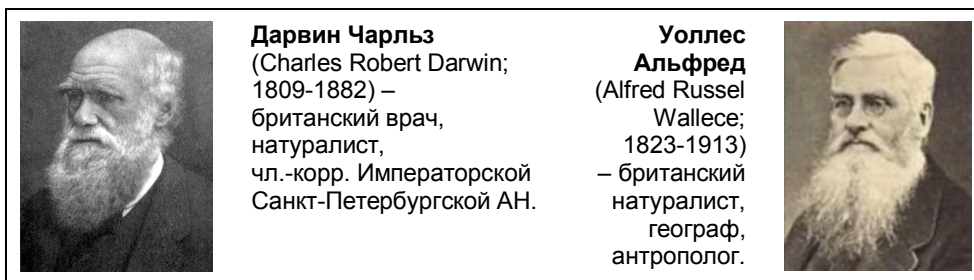 Дарвин Чарльз
(Charles Robert Darwin;
1809-1882) –
британский врач,
натуралист,
чл.-корр. Императорской
Санкт-Петербургской АН.
Уоллес
Альфред
(Alfred Russel
Wallece;
1823-1913)
– британский
натуралист,
географ,
антрополог.